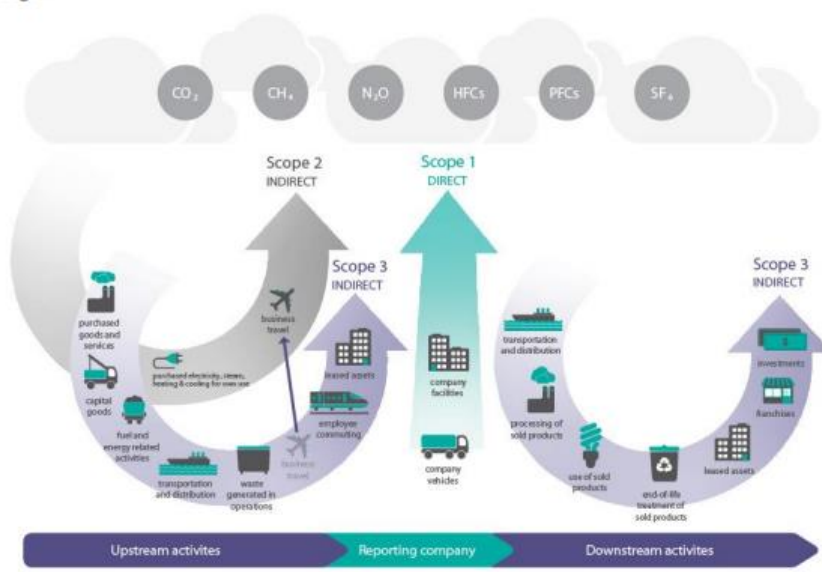 CO₂
CH₄
N₂O
HFCs
PFCs
SF₆
Scope 2
INDIRECT
Scope 1
DIRECT
Scope 3
INDIRECT
Scope 3
INDIRECT
purchased
goods and
services
capital
goods
fuel and
energy related
activities
transportation
and distribution
waste
generated in
operations
business
travel
purchased electricity, steam,
heating & cooling for own use
business
travel
employee
commuting
leased assets
company
facilities
company
vehicles
transportation
and distribution
processing of
sold products
use of sold
products
end-of-life
treatment of
sold products
leased assets
franchises
investments
Upstream activites
Reporting company
Downstream activites